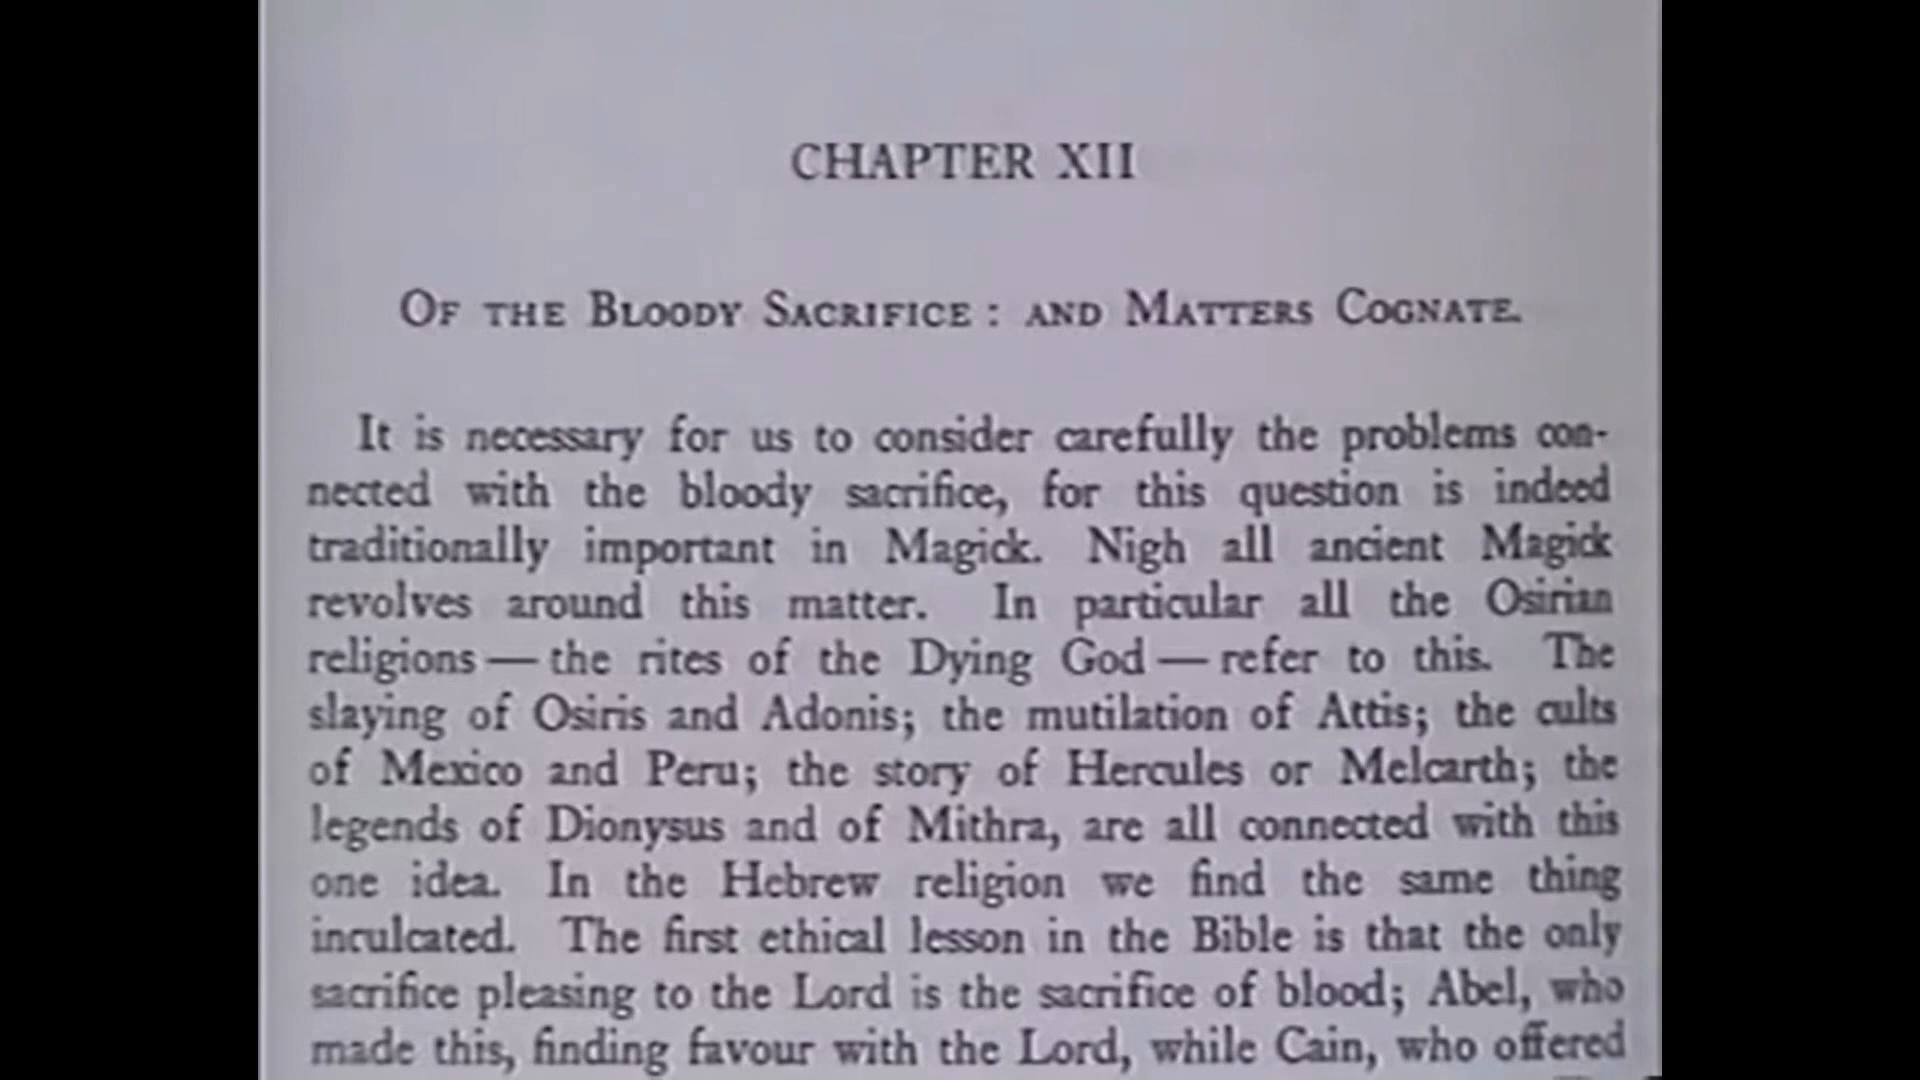 CHAPTER XII
OF THE BLOODY SACRIFICE: AND MATTERS COGNATE.
It is necessary for us to consider carefully the problems con-
nected with the bloody sacrifice, for this question is indeed
traditionally important in Magick. Nigh all ancient Magick
revolves around this matter. In particular all the Osirian
religions — the rites of the Dying God — refer to this. The
slaying of Osiris and Adonis; the mutilation of Attis; the cults
of Mexico and Peru; the story of Hercules or Melcarth; the
legends of Dionysus and of Mithra, are all connected with this
one idea. In the Hebrew religion we find the same thing
inculcated. The first ethical lesson in the Bible is that the only
sacrifice pleasing to the Lord is the sacrifice of blood; Abel, who
made this, finding favour with the Lord, while Cain, who offered